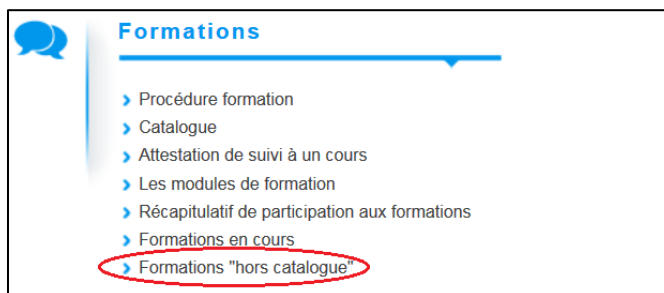 Formations
Procédure formation
Catalogue
Attestation de suivi à un cours
Les modules de formation
Récapitulatif de participation aux formations
Formations en cours
Formations "hors catalogue"